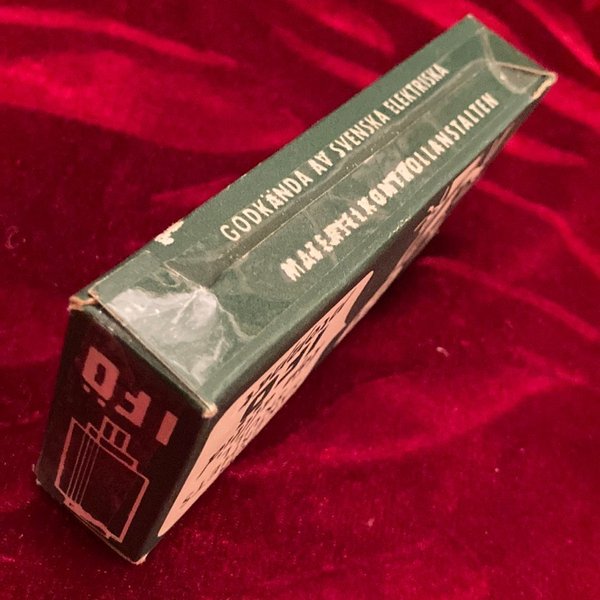 GODKÄNDA AV SVENSKA ELEKTRISKA
MATERIELKONTROLLANSTALTEN
IFÖ